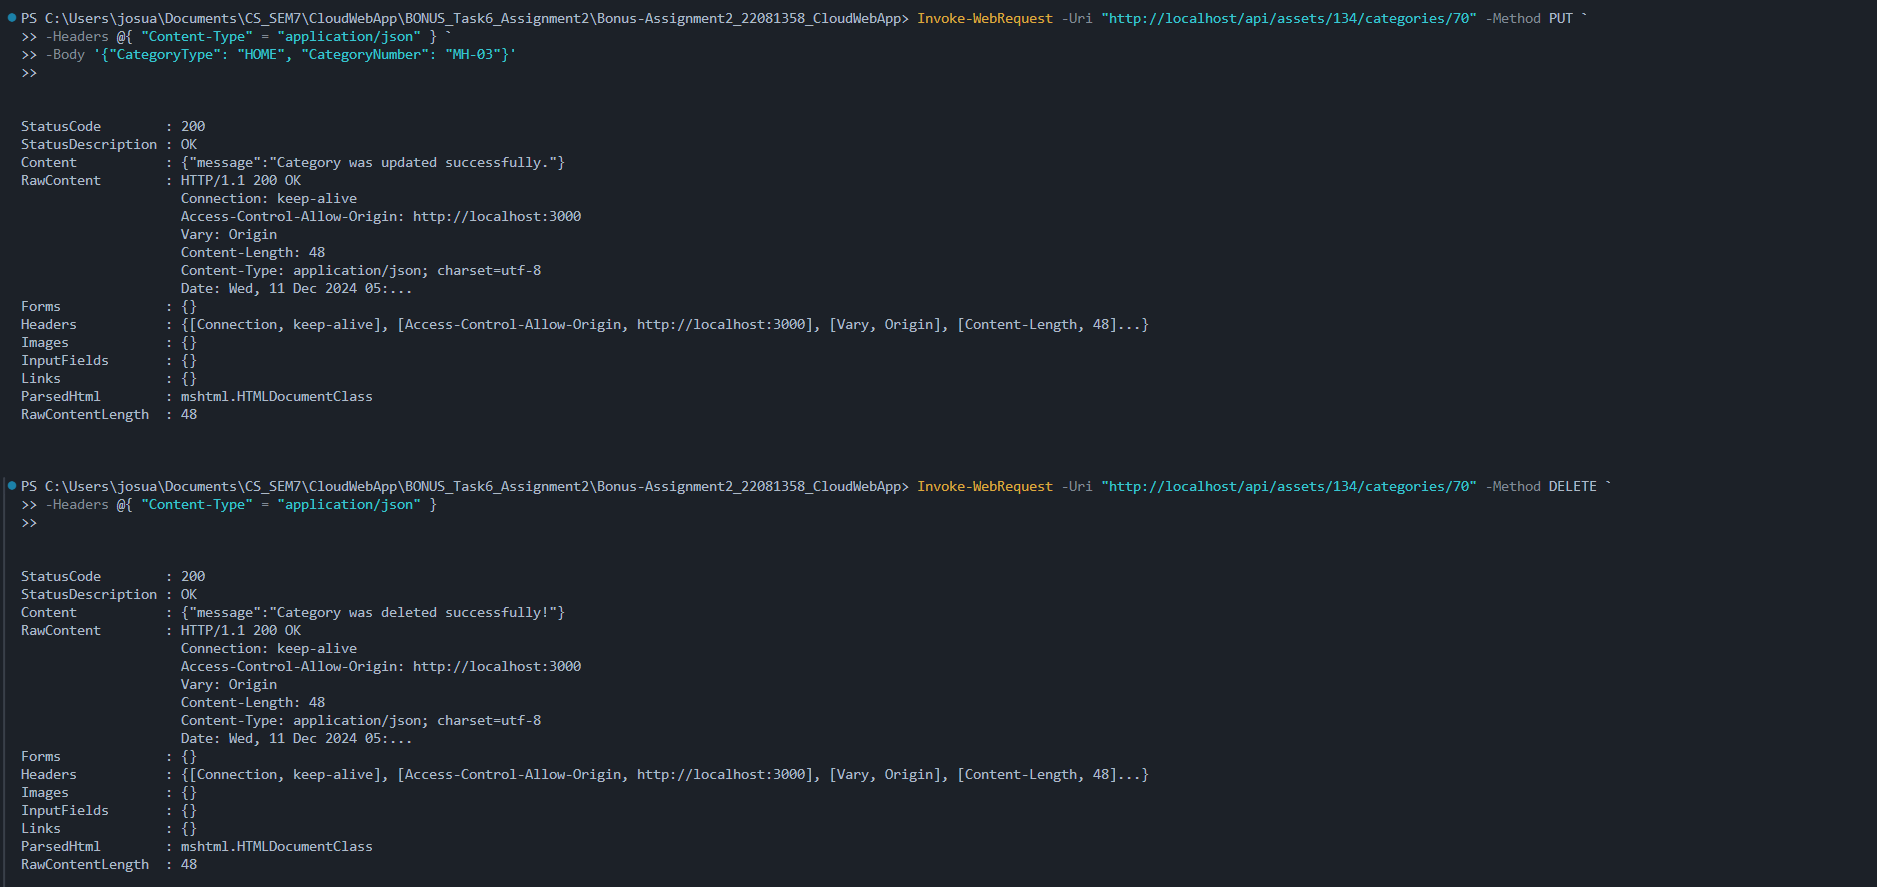 PS C:\Users\josua\Documents\CS_SEM7\CloudWebApp\BONUS_Task6_Assignment2\Bonus-Assignment2_22081358_CloudWebApp> Invoke-WebRequest -Uri "http://localhost/api/assets/134/categories/70" -Method PUT `
>> -Headers @{ "Content-Type" = "application/json" } `
>> -Body '{"CategoryType": "HOME", "CategoryNumber": "MH-03"}'
>>
StatusCode        : 200
StatusDescription : OK
Content           : {"message":"Category was updated successfully."}
RawContent        : HTTP/1.1 200 OK
                    Connection: keep-alive
                    Access-Control-Allow-Origin: http://localhost:3000
                    Vary: Origin
                    Content-Length: 48
                    Content-Type: application/json; charset=utf-8
                    Date: Wed, 11 Dec 2024 05:...
Forms             : {}
Headers           : {[Connection, keep-alive], [Access-Control-Allow-Origin, http://localhost:3000], [Vary, Origin], [Content-Length, 48]...}
Images            : {}
InputFields       : {}
Links             : {}
ParsedHtml        : mshtml.HTMLDocumentClass
RawContentLength  : 48
PS C:\Users\josua\Documents\CS_SEM7\CloudWebApp\BONUS_Task6_Assignment2\Bonus-Assignment2_22081358_CloudWebApp> Invoke-WebRequest -Uri "http://localhost/api/assets/134/categories/70" -Method DELETE `
>> -Headers @{ "Content-Type" = "application/json" }
>>
StatusCode        : 200
StatusDescription : OK
Content           : {"message":"Category was deleted successfully!"}
RawContent        : HTTP/1.1 200 OK
                    Connection: keep-alive
                    Access-Control-Allow-Origin: http://localhost:3000
                    Vary: Origin
                    Content-Length: 48
                    Content-Type: application/json; charset=utf-8
                    Date: Wed, 11 Dec 2024 05:...
Forms             : {}
Headers           : {[Connection, keep-alive], [Access-Control-Allow-Origin, http://localhost:3000], [Vary, Origin], [Content-Length, 48]...}
Images            : {}
InputFields       : {}
Links             : {}
ParsedHtml        : mshtml.HTMLDocumentClass
RawContentLength  : 48